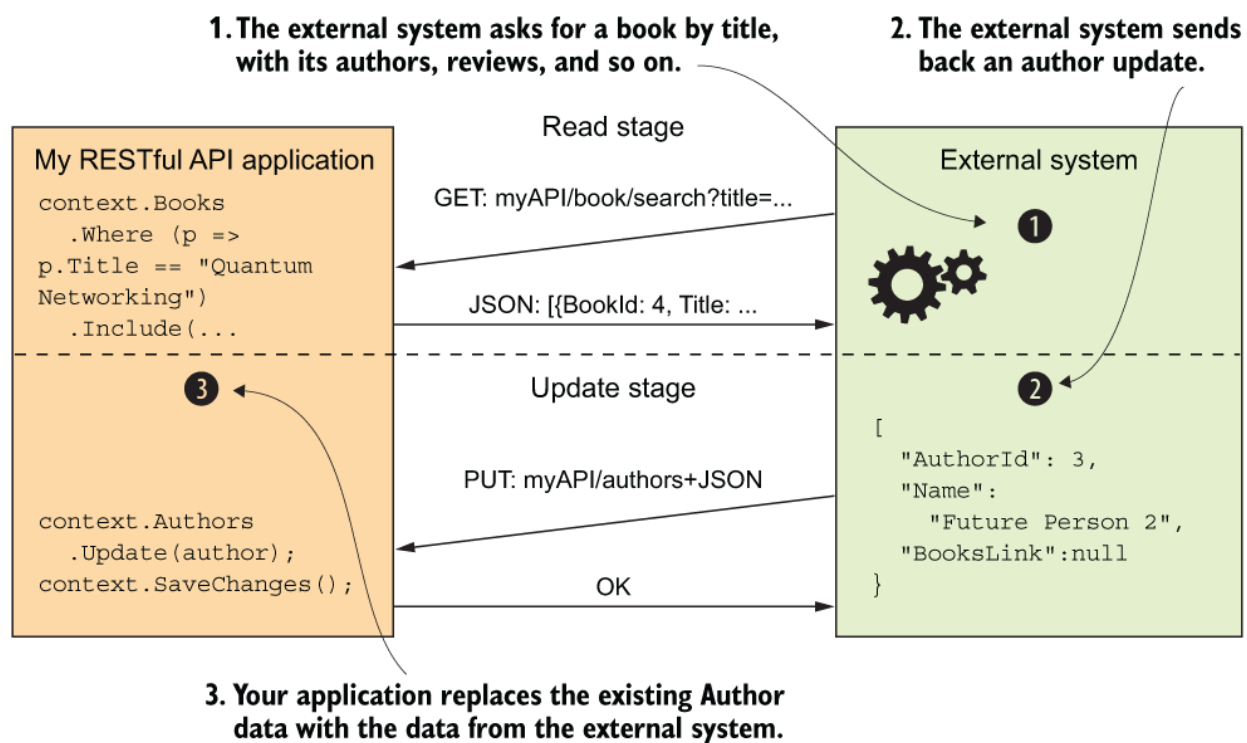 1. The external system asks for a book by title,
with its authors, reviews, and so on.
2. The external system sends
back an author update.
Read stage
My RESTful API application
context.Books
.Where (p =>
p.Title == "Quantum
Networking")
.Include(...
GET: myAPI/book/search?title=...
JSON: [{BookId: 4, Title: ...
External system
1
Update stage
3
2
context.Authors
.Update(author);
context.SaveChanges();
PUT: myAPI/authors+JSON
OK
[
"AuthorId": 3,
"Name":
"Future Person 2",
"BooksLink":null
}
3. Your application replaces the existing Author
data with the data from the external system.